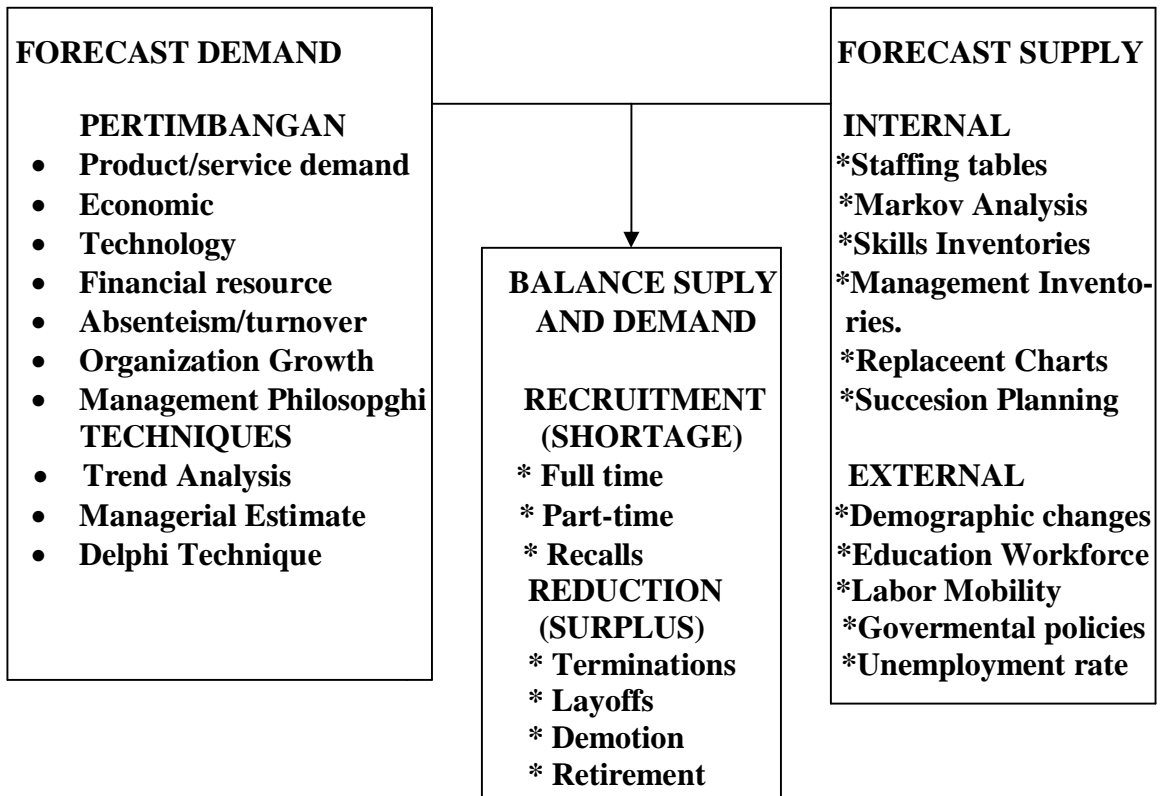 FORECAST DEMAND
PERTIMBANGAN
• Product/service demand
• Economic
• Technology
• Financial resource
• Absenteism/turnover
• Organization Growth
• Management Philosopghi
TECHNIQUES
• Trend Analysis
• Managerial Estimate
• Delphi Technique
BALANCE SUPLY
AND DEMAND
RECRUITMENT
(SHORTAGE)
* Full time
* Part-time
* Recalls
REDUCTION
(SURPLUS)
* Terminations
* Layoffs
* Demotion
* Retirement
FORECAST SUPPLY
INTERNAL
*Staffing tables
*Markov Analysis
*Skills Inventories
*Management Invento-
ries.
*Replaceent Charts
*Succesion Planning
EXTERNAL
*Demographic changes
*Education Workforce
*Labor Mobility
*Govermental policies
*Unemployment rate